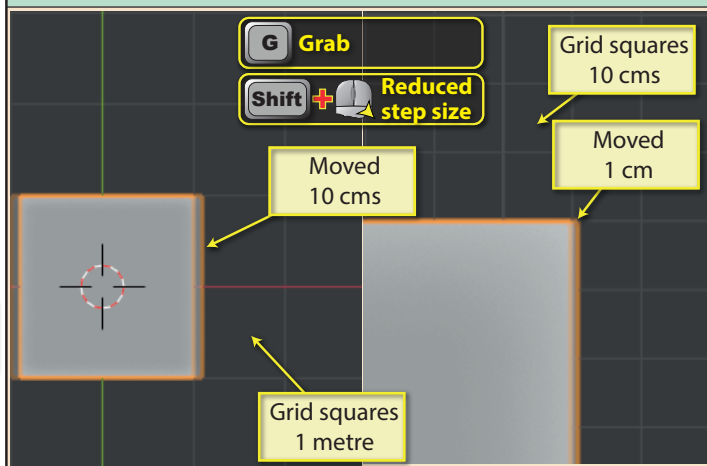 G Grab
Shift + Reduced
step size
Grid squares
10 cms
Moved
1 cm
Moved
10 cms
Grid squares
1 metre